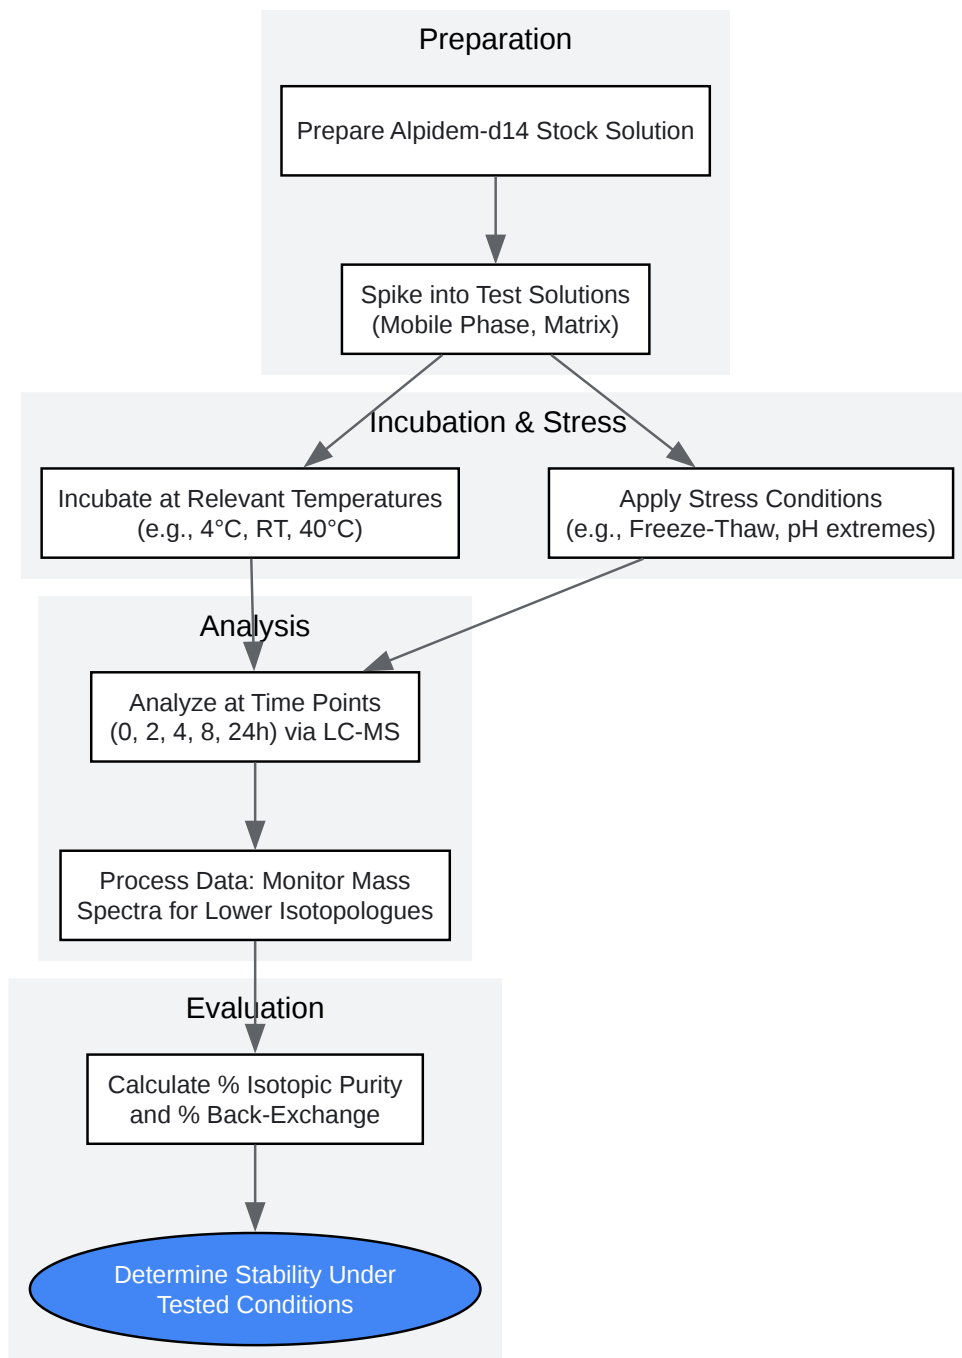 Preparation
Prepare Alpidem-d14 Stock Solution
Spike into Test Solutions
(Mobile Phase, Matrix)
Incubation & Stress
Incubate at Relevant Temperatures
(e.g., 4°C, RT, 40°C)
Apply Stress Conditions
(e.g., Freeze-Thaw, pH extremes)
Analysis
Analyze at Time Points
(0, 2, 4, 8, 24h) via LC-MS
Process Data: Monitor Mass
Spectra for Lower Isotopologues
Evaluation
Calculate % Isotopic Purity
and % Back-Exchange
Determine Stability Under
Tested Conditions